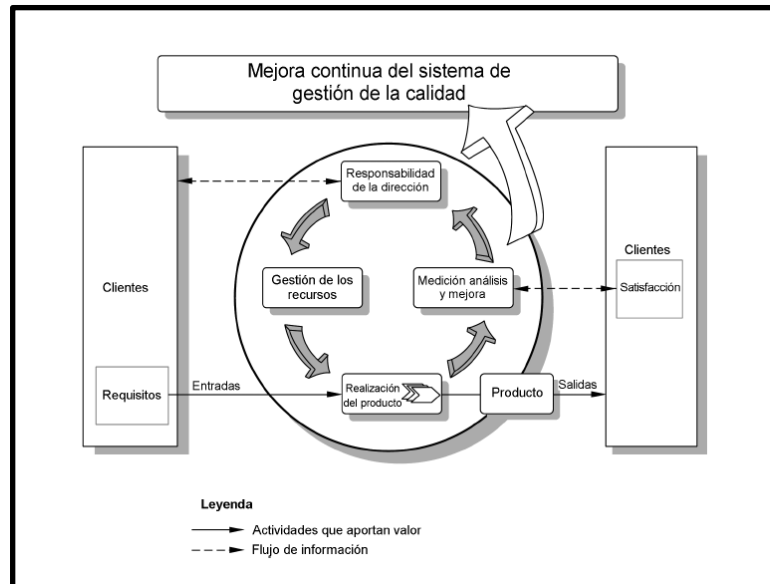 Mejora continua del sistema de
gestión de la calidad
Responsabilidad
de la dirección
Clientes
Gestión de los
recursos
Medición análisis
y mejora
Clientes
Satisfacción
Requisitos
Entradas
Realización
del producto
Producto
Salidas
Leyenda
Actividades que aportan valor
Flujo de información